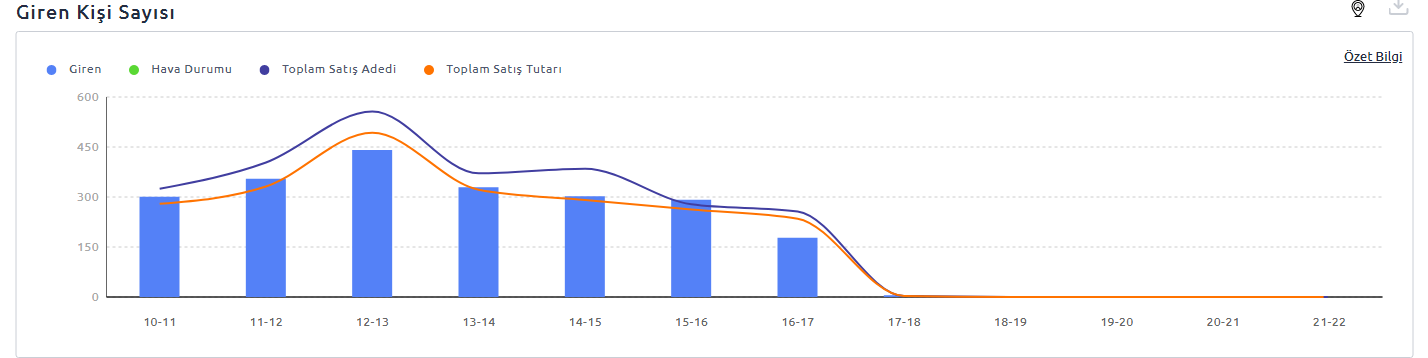 Giren Kişi Sayısı
Özet Bilgi
Giren Hava Durumu Toplam Satış Adedi Toplam Satış Tutarı
600
450
300
150
0
10-11 11-12 12-13 13-14 14-15 15-16 16-17 17-18 18-19 19-20 20-21 21-22